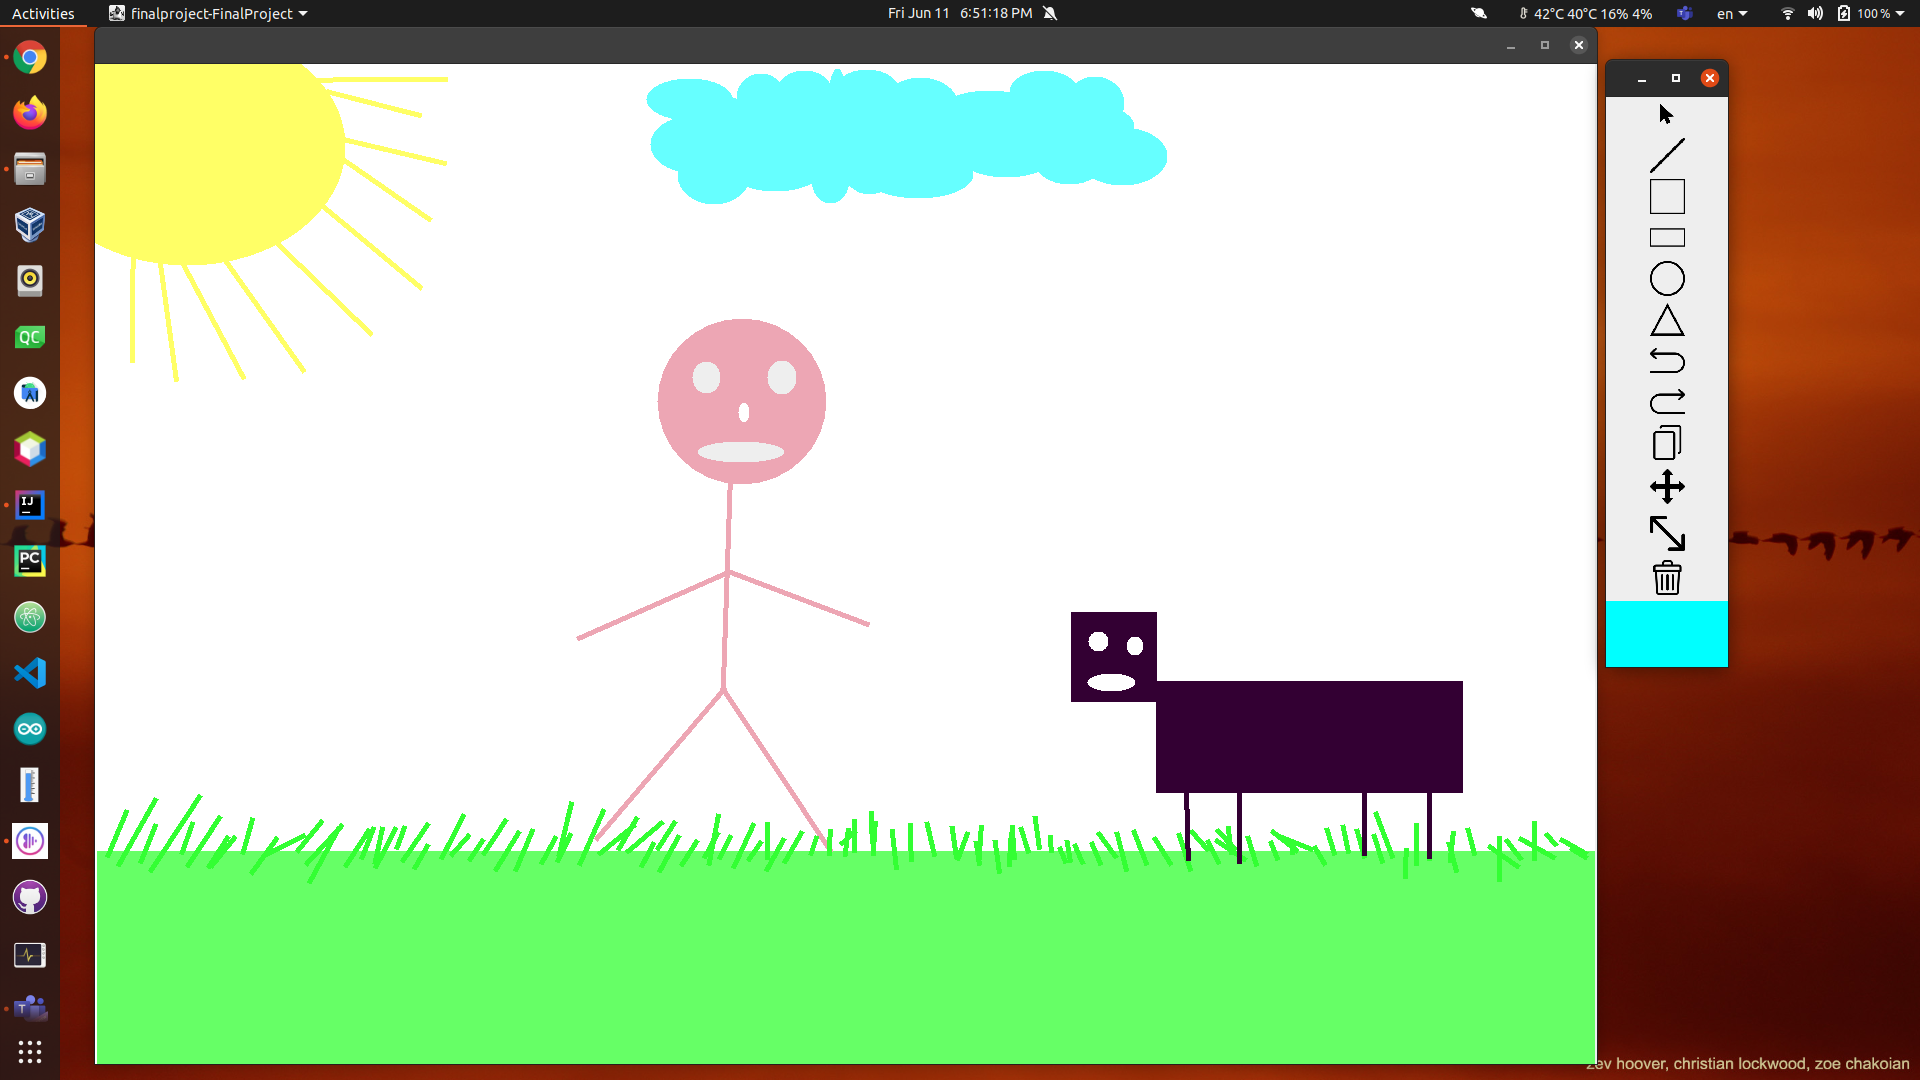 Activities finalproject-FinalProject Fri Jun 11 6:51:18 PM 42°C 40°C 16% 4% en 100 %
QC
IJ
PC
T
zev hoover, christian lockwood, zoe chakoian